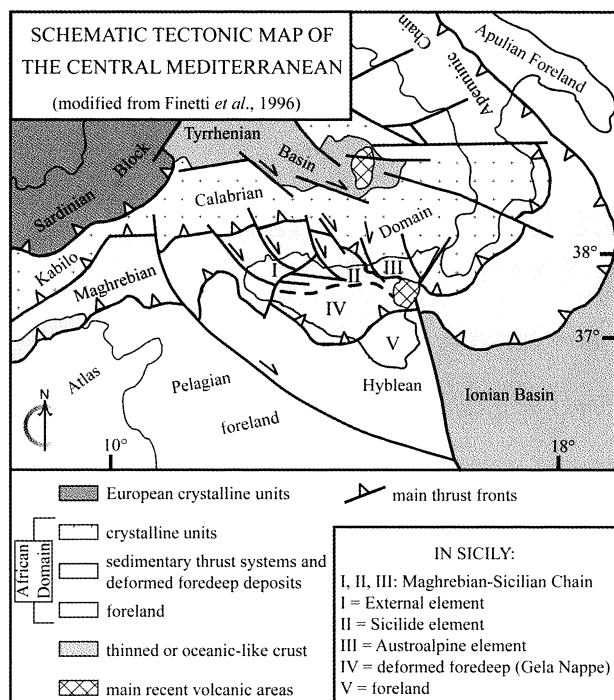 SCHEMATIC TECTONIC MAP OF
THE CENTRAL MEDITERRANEAN
(modified from Finetti et al., 1996)
Apulian Foreland
Apenninic
Chain
Tyrrhenian
Basin
Sardinian Block
Calabrian
Domain
Kabilo
Maghrebian
I
II
III
IV
V
38°
37°
Atlas
Pelagian
foreland
Hyblean
Ionian Basin
N
10°
18°
European crystalline units
main thrust fronts
African
Domain
crystalline units
sedimentary thrust systems and
deformed foredeep deposits
foreland
thinned or oceanic-like crust
main recent volcanic areas
IN SICILY:
I, II, III: Maghrebian-Sicilian Chain
I = External element
II = Sicilide element
III = Austroalpine element
IV = deformed foredeep (Gela Nappe)
V = foreland